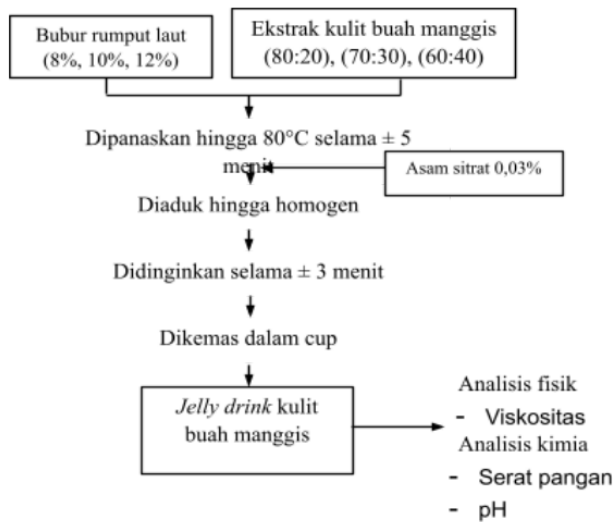 Bubur rumput laut
(8%, 10%, 12%)
Ekstrak kulit buah manggis
(80:20), (70:30), (60:40)
Dipanaskan hingga 80°C selama ± 5
menit
Asam sitrat 0,03%
Diaduk hingga homogen
Didinginkan selama ± 3 menit
Dikemas dalam cup
Jelly drink kulit
buah manggis
Analisis fisik
- Viskositas
Analisis kimia
- Serat pangan
- pH